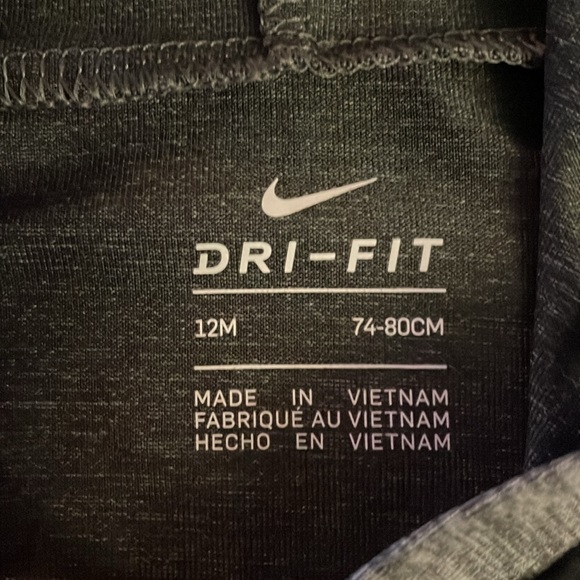 DRI-FIT
12M 74-80CM
MADE IN VIETNAM
FABRIQUÉ AU VIETNAM
HECHO EN VIETNAM